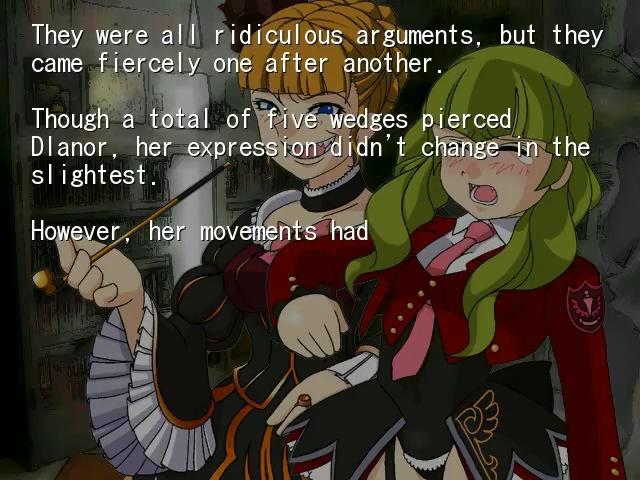 They were all ridiculous arguments, but they
came fiercely one after another.
Though a total of five wedges pierced
Dlanor, her expression didn't change in the
slightest.
However, her movements had